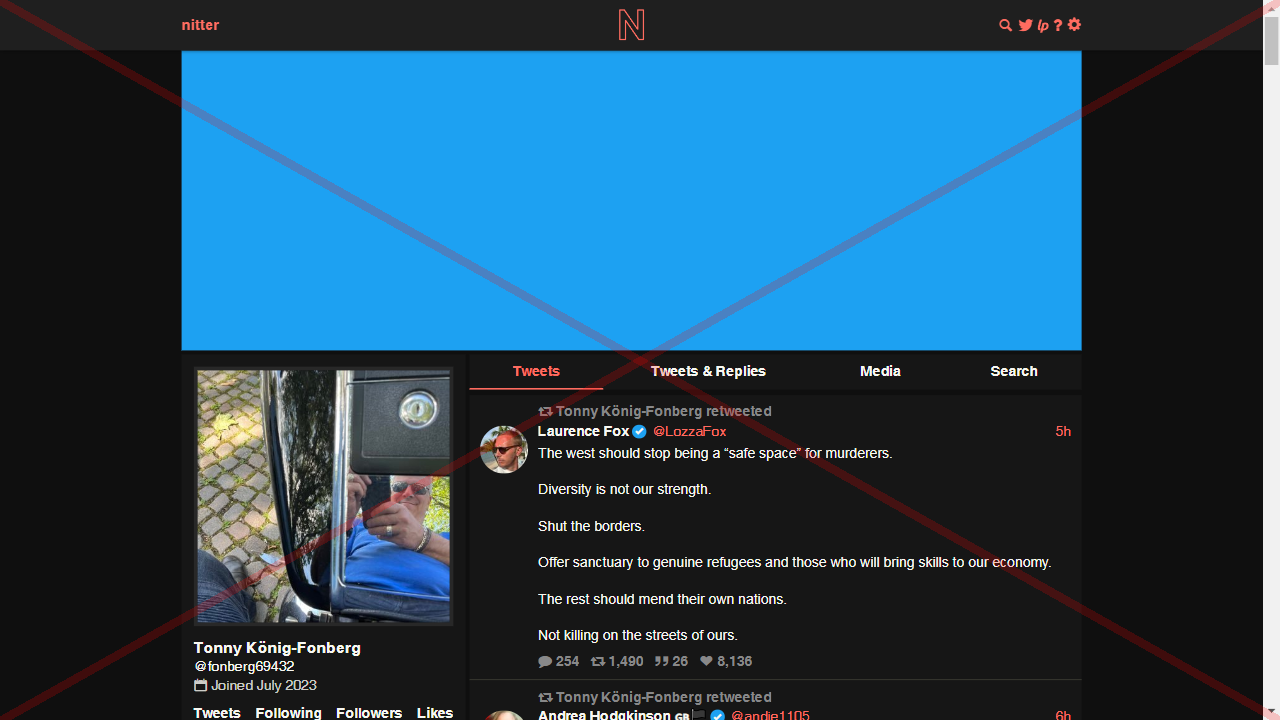 nitter
N
lp ?
Tweets Tweets & Replies Media Search
Tonny König-Fonberg retweeted
Laurence Fox @LozzaFox 5h
The west should stop being a “safe space” for murderers.
Diversity is not our strength.
Shut the borders.
Offer sanctuary to genuine refugees and those who will bring skills to our economy.
The rest should mend their own nations.
Not killing on the streets of ours.
254 1,490 26 8,136
Tonny König-Fonberg retweeted
Andrea Hodgkinson GB @andie1105 6h
Tonny König-Fonberg
@fonberg69432
Joined July 2023
Tweets Following Followers Likes